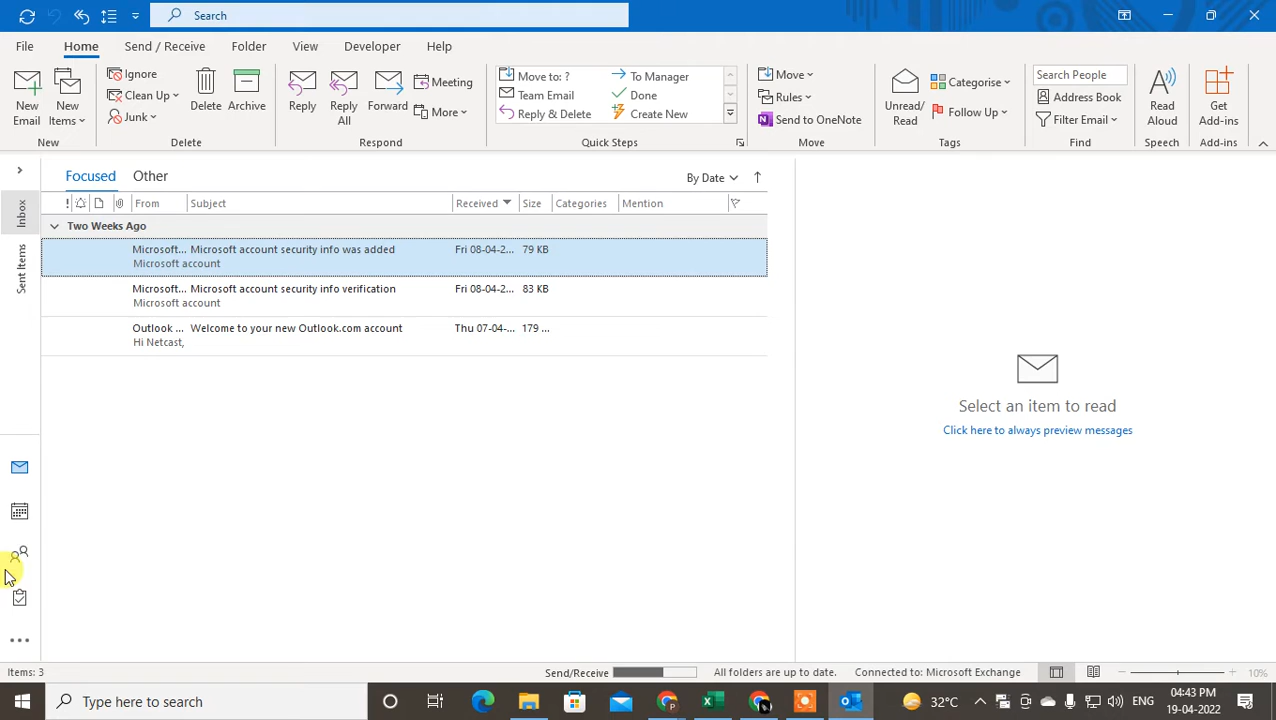 Search
File Home Send / Receive Folder View Developer Help
New Email
New Items
Ignore
Clean Up
Junk
Delete
Archive
Reply
Reply All
Forward
Meeting
More
Move to: ?
Team Email
Reply & Delete
To Manager
Done
Create New
Move
Rules
Send to OneNote
Unread/ Read
Categorise
Follow Up
Search People
Address Book
Filter Email
Read Aloud
Get Add-ins
New Delete Respond Quick Steps Move Tags Find Speech Add-ins
Focused Other By Date
! From Subject Received Size Categories Mention
Two Weeks Ago
Microsoft... Microsoft account security info was added Fri 08-04-2... 79 KB
Microsoft account
Microsoft... Microsoft account security info verification Fri 08-04-2... 83 KB
Microsoft account
Outlook ... Welcome to your new Outlook.com account Thu 07-04-... 179 ...
Hi Netcast,
Inbox
Sent Items
Select an item to read
Click here to always preview messages
Items: 3 Send/Receive All folders are up to date. Connected to: Microsoft Exchange 10%
Type here to search 32°C ENG 04:43 PM
19-04-2022